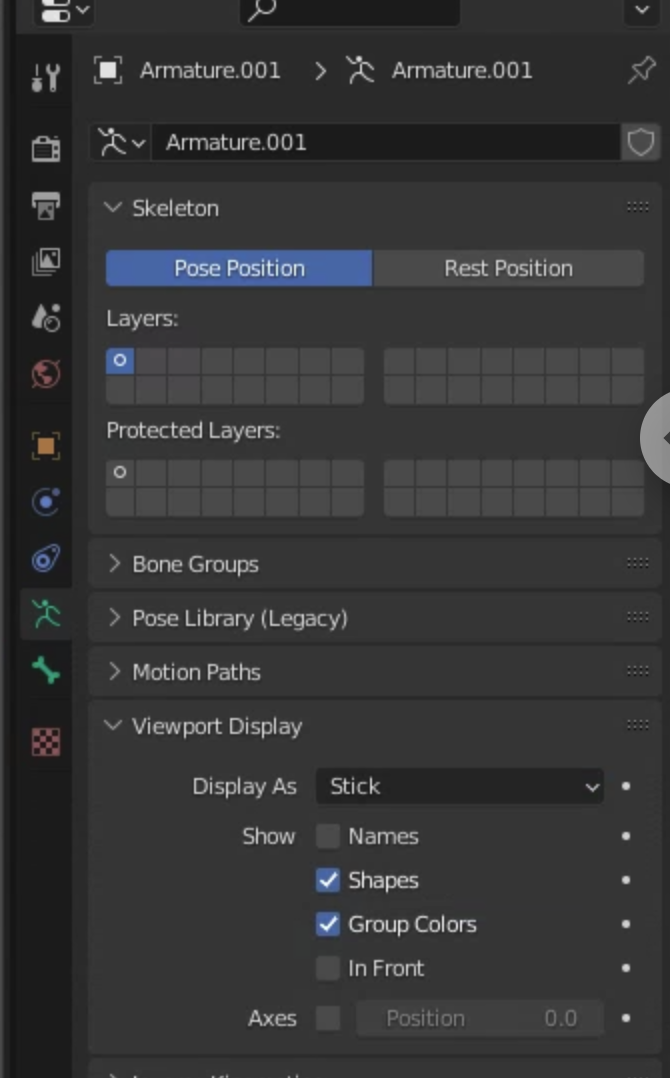 Armature.001 > Armature.001
Armature.001
Skeleton
Pose Position Rest Position
Layers:
Protected Layers:
Bone Groups
Pose Library (Legacy)
Motion Paths
Viewport Display
Display As Stick
Show Names
Shapes
Group Colors
In Front
Axes Position 0.0